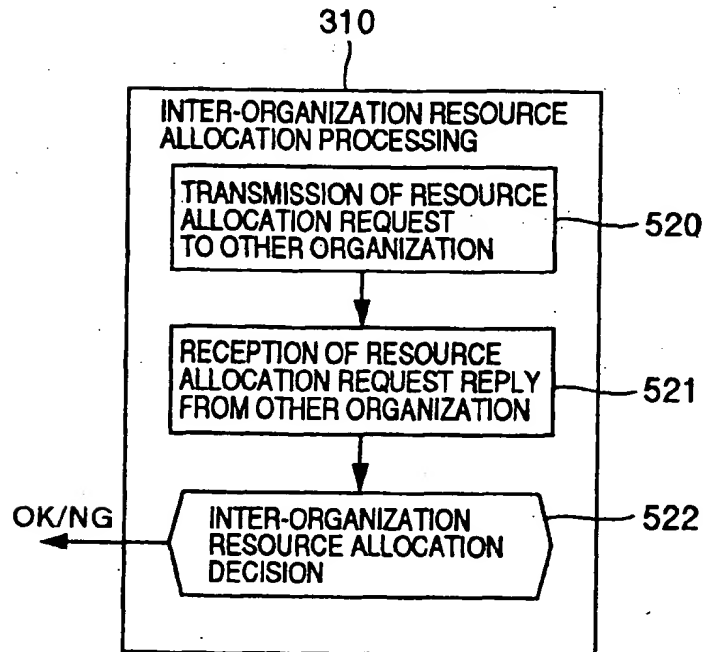 310
INTER-ORGANIZATION RESOURCE
ALLOCATION PROCESSING
TRANSMISSION OF RESOURCE
ALLOCATION REQUEST
TO OTHER ORGANIZATION
520
RECEPTION OF RESOURCE
ALLOCATION REQUEST REPLY
FROM OTHER ORGANIZATION
521
OK/NG
INTER-ORGANIZATION
RESOURCE ALLOCATION
DECISION
522